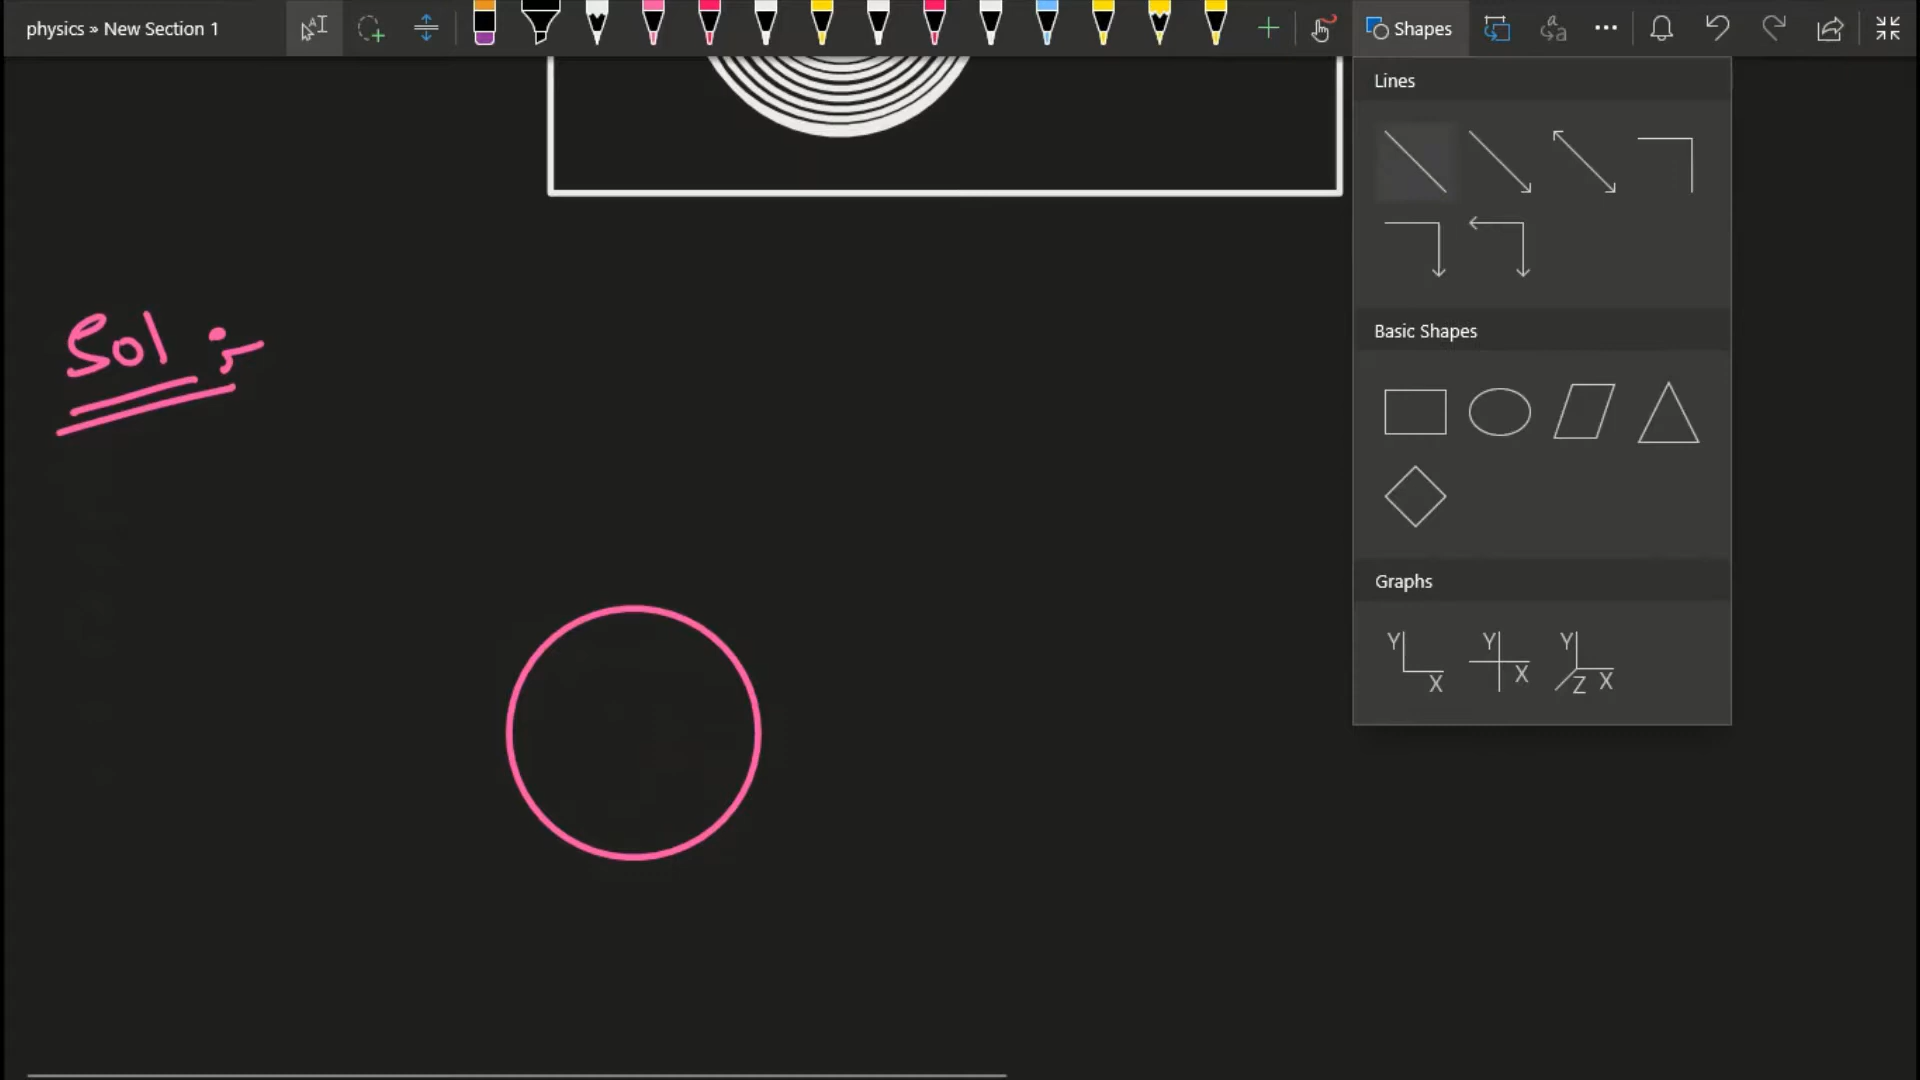 physics » New Section 1
Shapes
Lines
Sol :-
Basic Shapes
Graphs
Y X
Y X
Y Z X